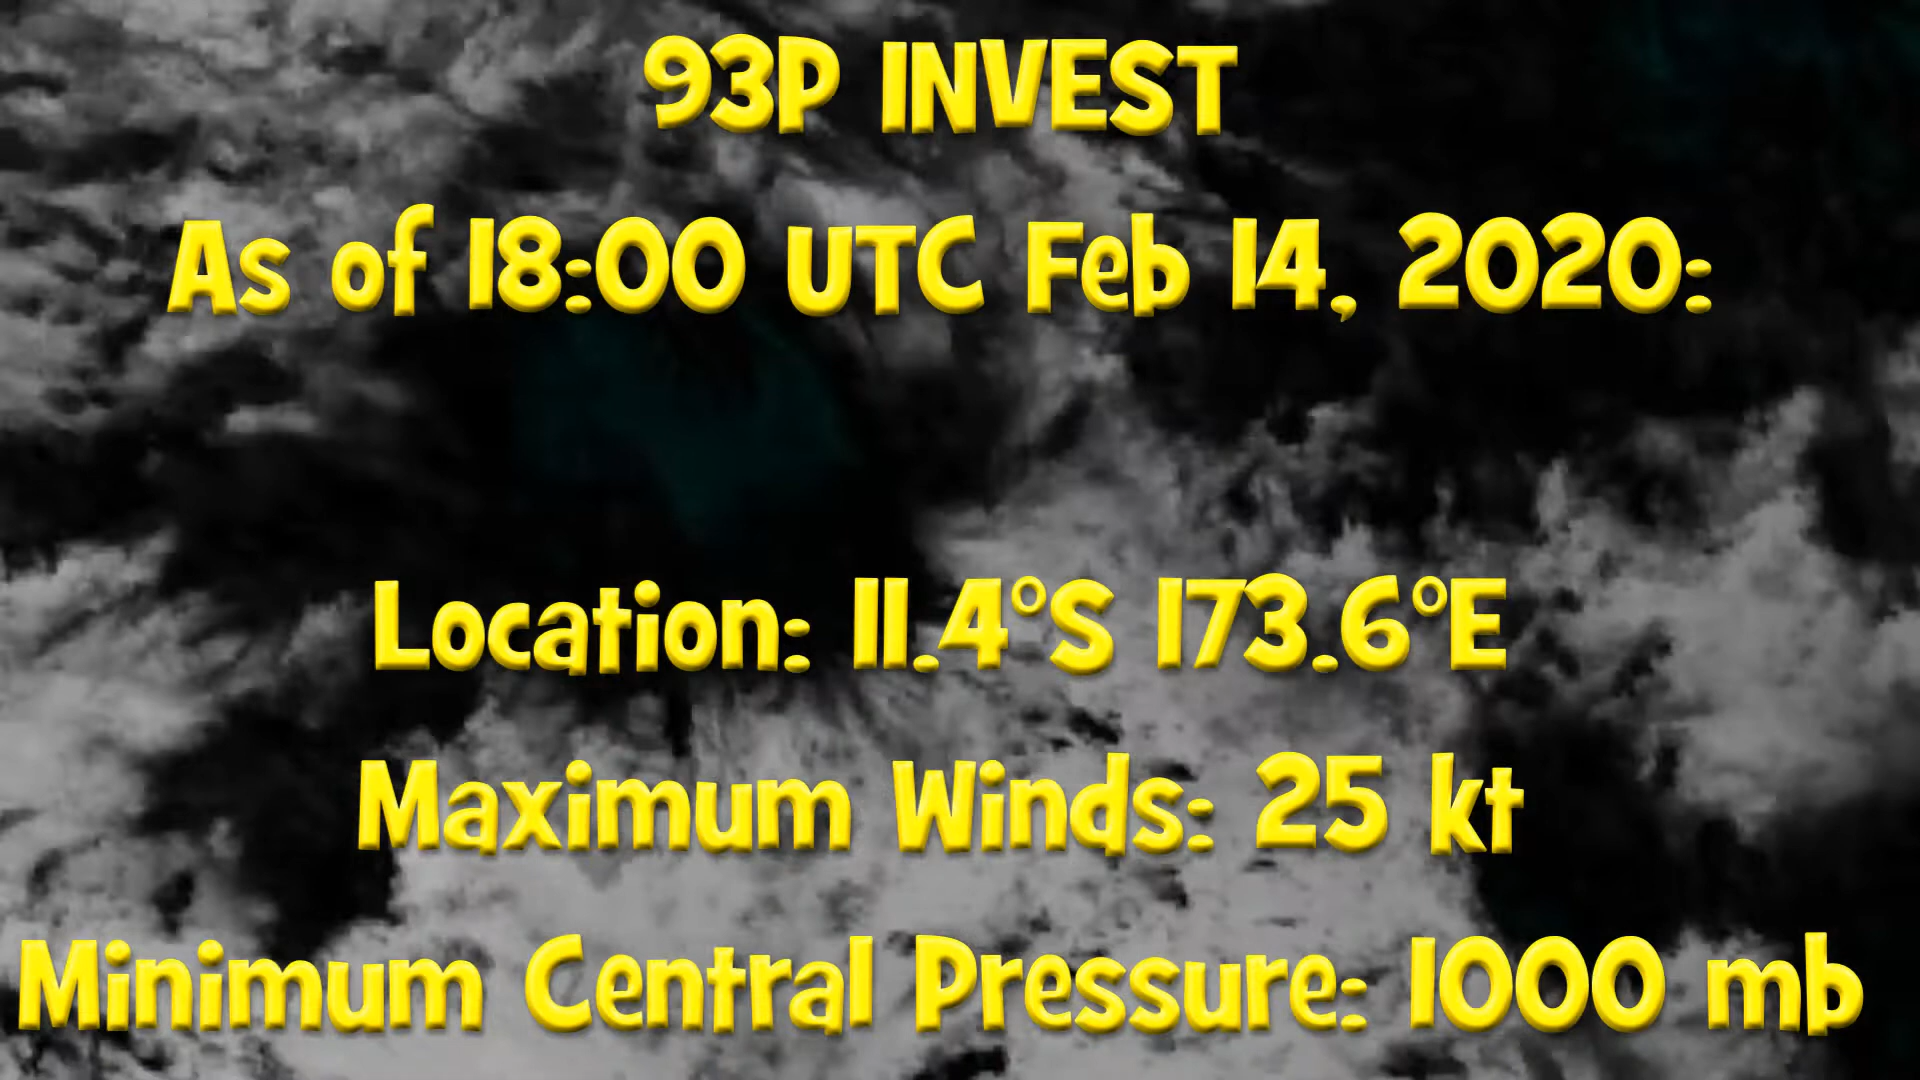 93P INVEST
As of 18:00 UTC Feb 14, 2020:
Location: 11.4°S 173.6°E
Maximum Winds: 25 kt
Minimum Central Pressure: 1000 mb